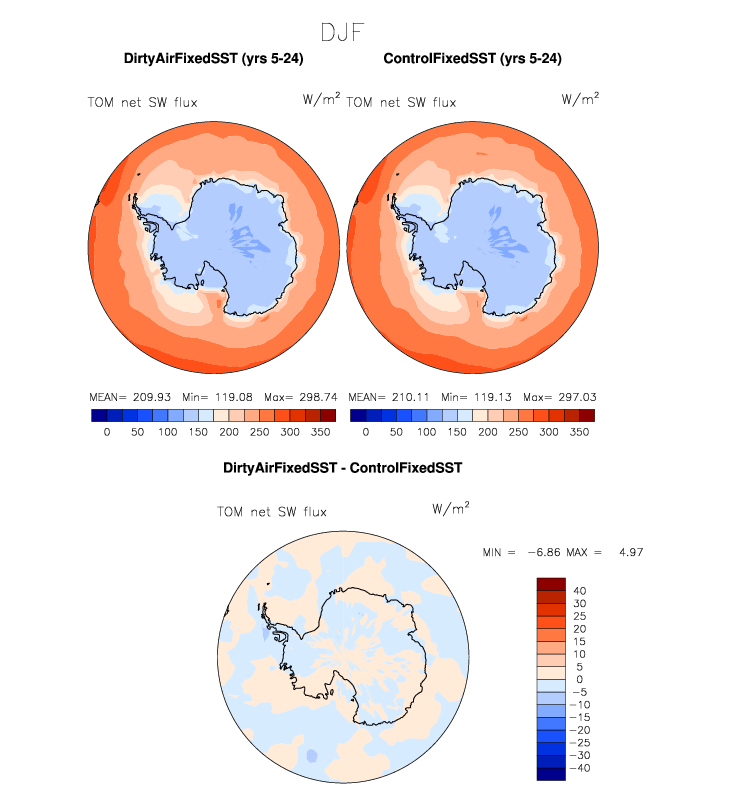 DJF
DirtyAirFixedSST (yrs 5-24) ControlFixedSST (yrs 5-24)
TOM net SW flux W/m² TOM net SW flux W/m²
MEAN= 209.93 Min= 119.08 Max= 298.74 MEAN= 210.11 Min= 119.13 Max= 297.03
0 50 100 150 200 250 300 350 0 50 100 150 200 250 300 350
DirtyAirFixedSST - ControlFixedSST
TOM net SW flux W/m²
MIN = −6.86 MAX = 4.97
40
30
25
20
15
10
5
0
−5
−10
−15
−20
−25
−30
−40